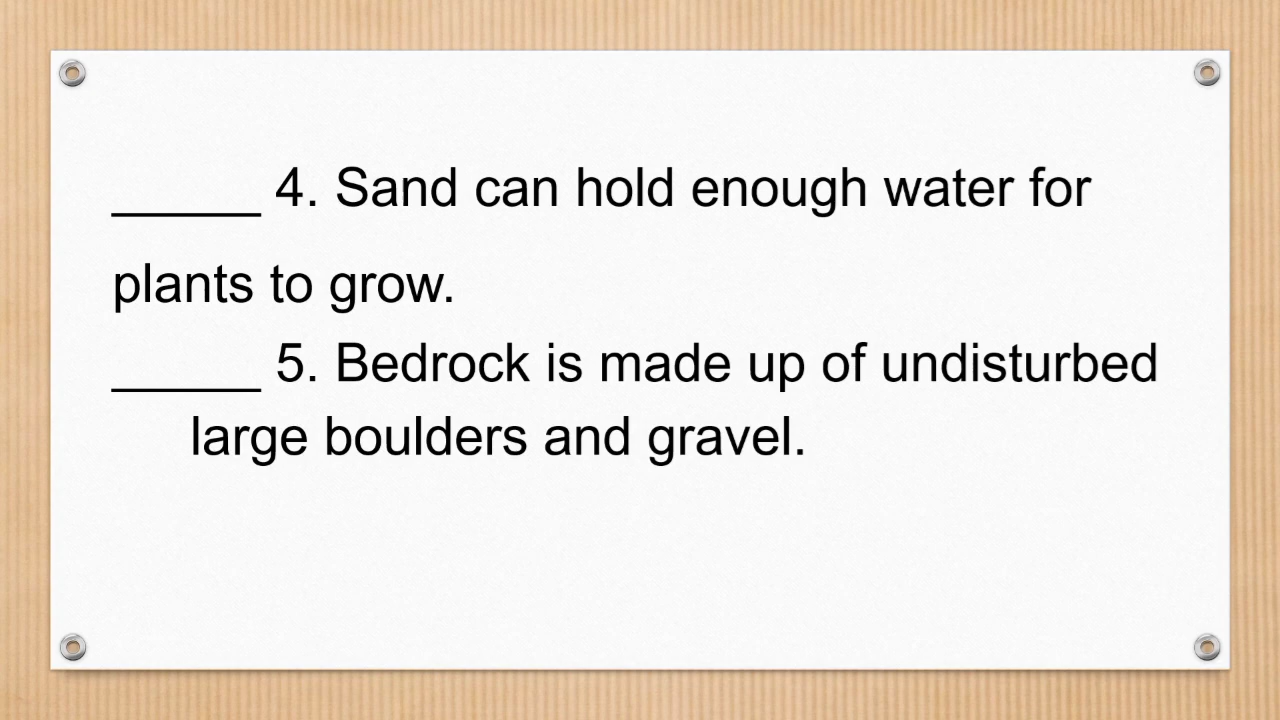 _____ 4. Sand can hold enough water for
plants to grow.
_____ 5. Bedrock is made up of undisturbed
large boulders and gravel.